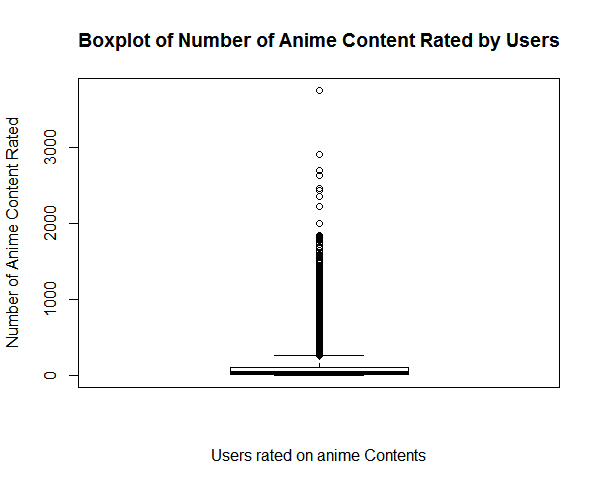 Boxplot of Number of Anime Content Rated by Users
Number of Anime Content Rated
3000
2000
1000
0
Users rated on anime Contents